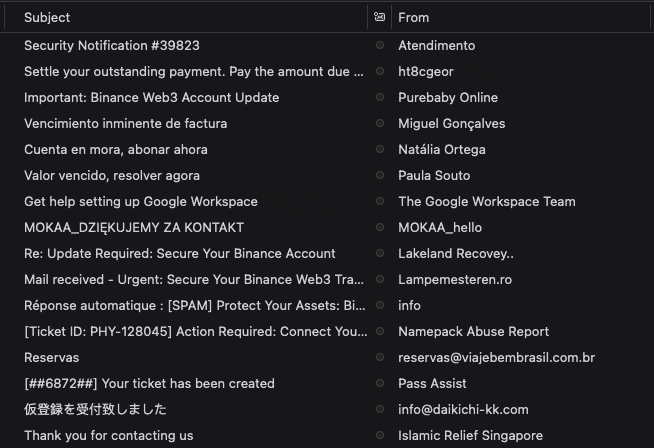 Subject From
Security Notification #39823 Atendimento
Settle your outstanding payment. Pay the amount due ... ht8cgeor
Important: Binance Web3 Account Update Purebaby Online
Vencimiento inminente de factura Miguel Gonçalves
Cuenta en mora, abonar ahora Natália Ortega
Valor vencido, resolver agora Paula Souto
Get help setting up Google Workspace The Google Workspace Team
MOKAA_DZIĘKUJEMY ZA KONTAKT MOKAA_hello
Re: Update Required: Secure Your Binance Account Lakeland Recovey..
Mail received - Urgent: Secure Your Binance Web3 Tra... Lampemesteren.ro
Réponse automatique : [SPAM] Protect Your Assets: Bi... info
[Ticket ID: PHY-128045] Action Required: Connect You... Namepack Abuse Report
Reservas reservas@viajebembrasil.com.br
[##6872##] Your ticket has been created Pass Assist
仮登録を受付致しました info@daikichi-kk.com
Thank you for contacting us Islamic Relief Singapore